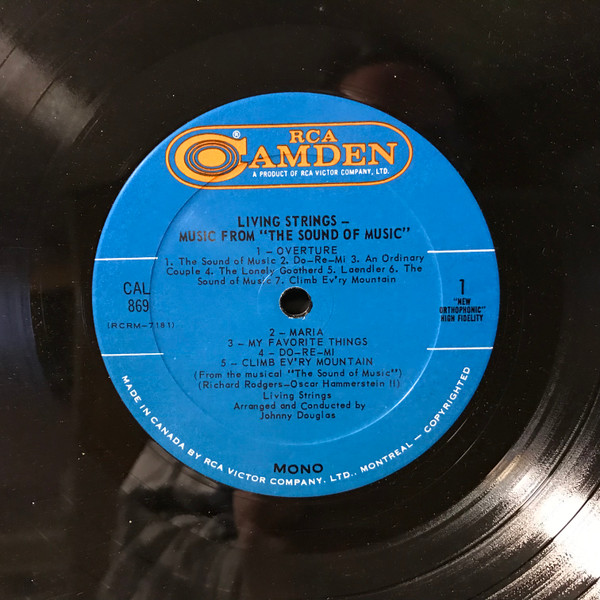 RCA
CAMDEN
®
A PRODUCT OF RCA VICTOR COMPANY, LTD.
LIVING STRINGS –
MUSIC FROM "THE SOUND OF MUSIC"
1 – OVERTURE
1. The Sound of Music 2. Do-Re-Mi 3. An Ordinary
Couple 4. The Lonely Goatherd 5. Laendler 6. The
Sound of Music 7. Climb Ev'ry Mountain
CAL
869
(RCRM-7181)
1
"NEW
ORTHOPHONIC"
HIGH FIDELITY
2 – MARIA
3 – MY FAVORITE THINGS
4 – DO-RE-MI
5 – CLIMB EV'RY MOUNTAIN
(From the musical "The Sound of Music")
(Richard Rodgers–Oscar Hammerstein II)
Living Strings
Arranged and Conducted by
Johnny Douglas
MONO
MADE IN CANADA BY RCA VICTOR COMPANY, LTD., MONTREAL – COPYRIGHTED